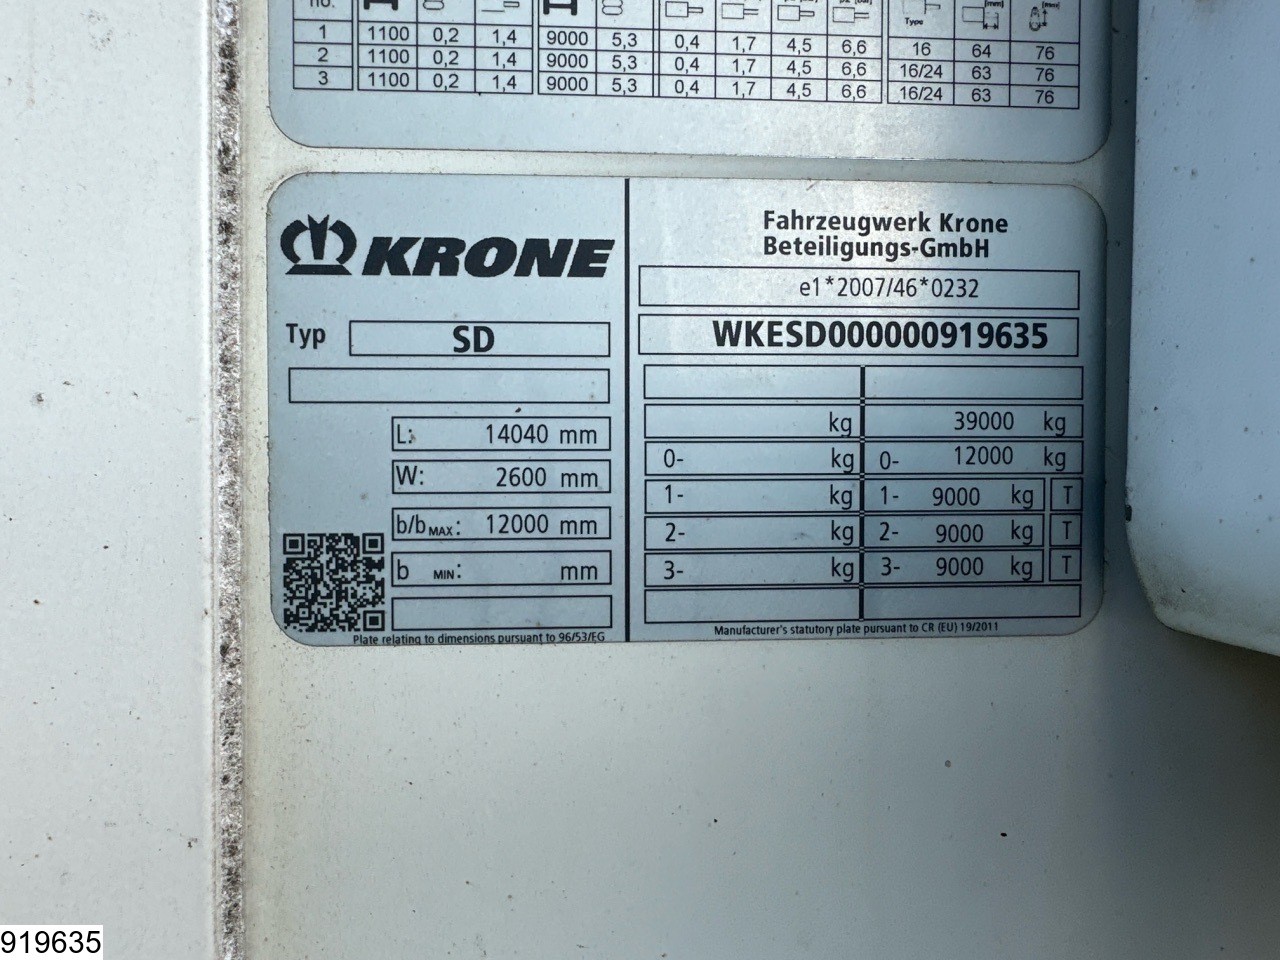 no.
Type [mm] [max]
1 1100 0,2 1,4 9000 5,3 0,4 1,7 4,5 6,6 16 64 76
2 1100 0,2 1,4 9000 5,3 0,4 1,7 4,5 6,6 16/24 63 76
3 1100 0,2 1,4 9000 5,3 0,4 1,7 4,5 6,6 16/24 63 76
KRONE
Typ SD
L: 14040 mm
W: 2600 mm
b/b MAX: 12000 mm
b MIN: mm
Plate relating to dimensions pursuant to 96/53/EG
Fahrzeugwerk Krone
Beteiligungs-GmbH
e1*2007/46*0232
WKESD000000919635
kg 39000 kg
0- kg 0- 12000 kg
1- kg 1- 9000 kg T
2- kg 2- 9000 kg T
3- kg 3- 9000 kg T
Manufacturer's statutory plate pursuant to CR (EU) 19/2011
919635